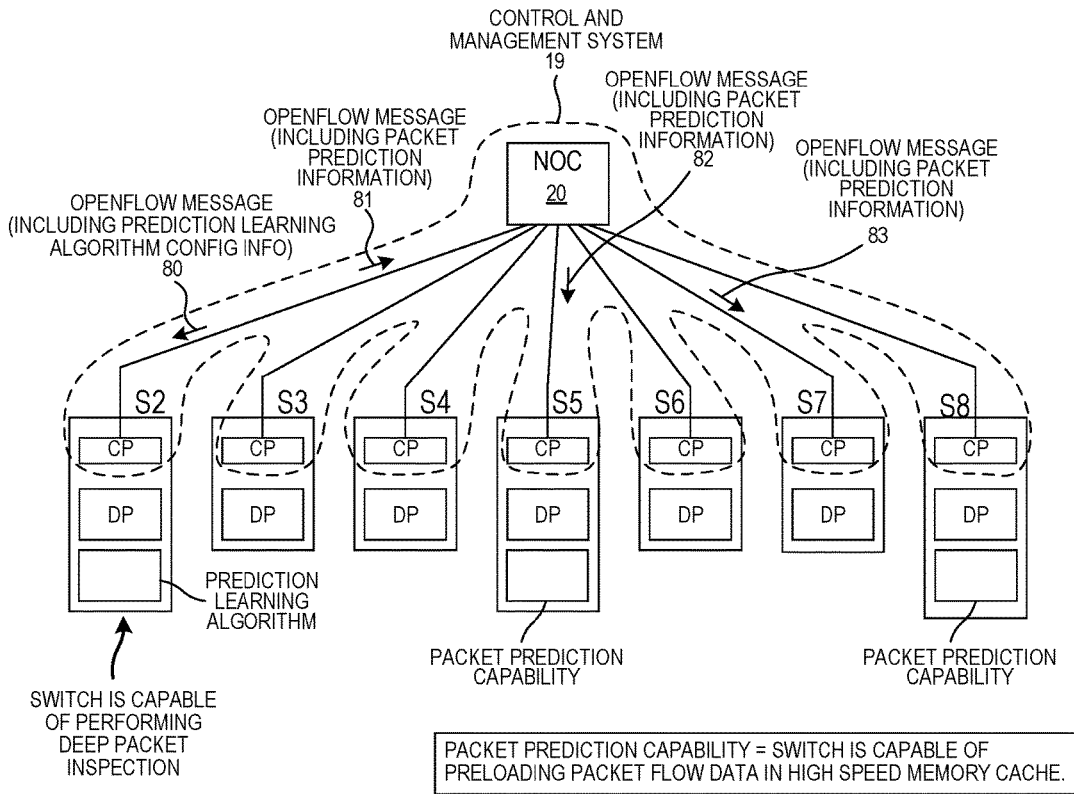 CONTROL AND
MANAGEMENT SYSTEM
19
OPENFLOW MESSAGE
(INCLUDING PACKET
PREDICTION
INFORMATION)
82
OPENFLOW MESSAGE
(INCLUDING PACKET
PREDICTION
INFORMATION)
81
OPENFLOW MESSAGE
(INCLUDING PACKET
PREDICTION
INFORMATION)
83
OPENFLOW MESSAGE
(INCLUDING PREDICTION LEARNING
ALGORITHM CONFIG INFO)
80
NOC
20
S2
S3
S4
S5
S6
S7
S8
CP
CP
CP
CP
CP
CP
CP
DP
DP
DP
DP
DP
DP
DP
PREDICTION
LEARNING
ALGORITHM
PACKET PREDICTION
CAPABILITY
PACKET PREDICTION
CAPABILITY
SWITCH IS CAPABLE
OF PERFORMING
DEEP PACKET
INSPECTION
PACKET PREDICTION CAPABILITY = SWITCH IS CAPABLE OF
PRELOADING PACKET FLOW DATA IN HIGH SPEED MEMORY CACHE.